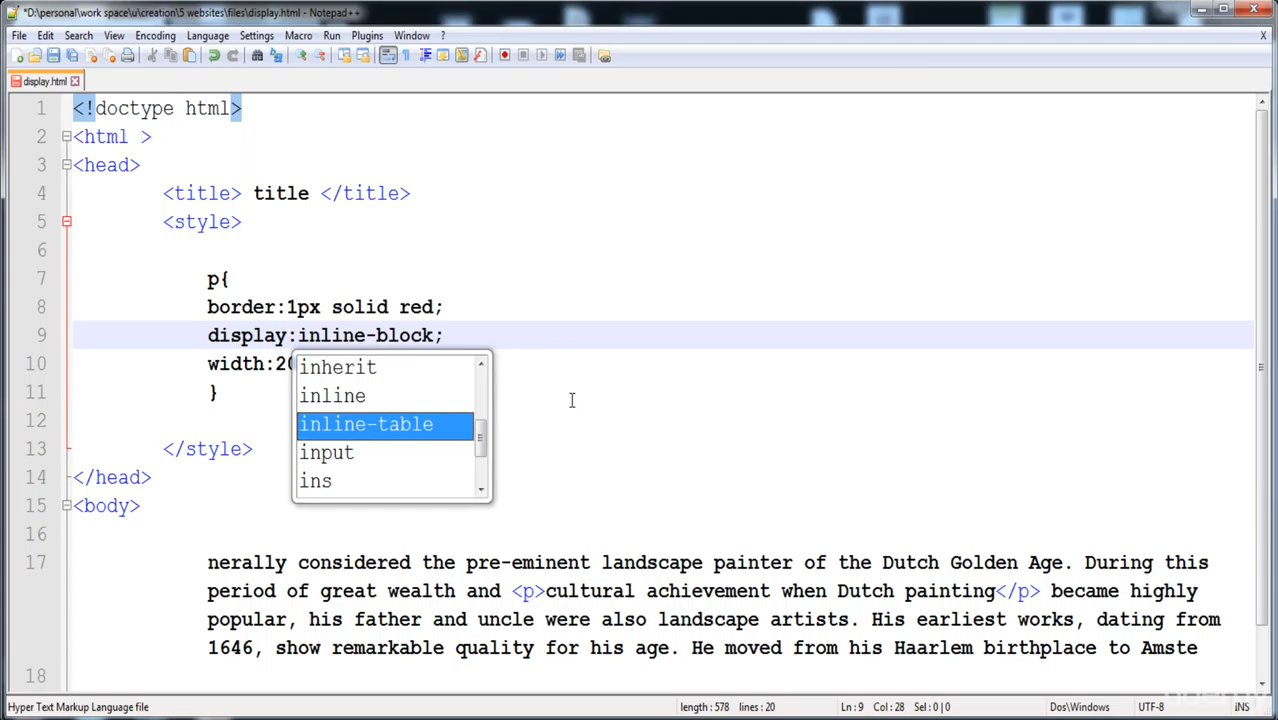 *D:\personal\work space\u\creation\5 websites\files\display.html - Notepad++
File Edit Search View Encoding Language Settings Macro Run Plugins Window ? X
display.html
1 <!doctype html>
2 <html >
3 <head>
4 <title> title </title>
5 <style>
6
7 p{
8 border:1px solid red;
9 display:inline-block;
10 width:20
inherit
11 }
inline
12
inline-table
13 </style>
input
14 </head>
ins
15 <body>
16
17 nerally considered the pre-eminent landscape painter of the Dutch Golden Age. During this
period of great wealth and <p>cultural achievement when Dutch painting</p> became highly
popular, his father and uncle were also landscape artists. His earliest works, dating from
1646, show remarkable quality for his age. He moved from his Haarlem birthplace to Amste
18
Hyper Text Markup Language file length : 578 lines : 20 Ln : 9 Col : 28 Sel : 0 | 0 Dos\Windows UTF-8 INS